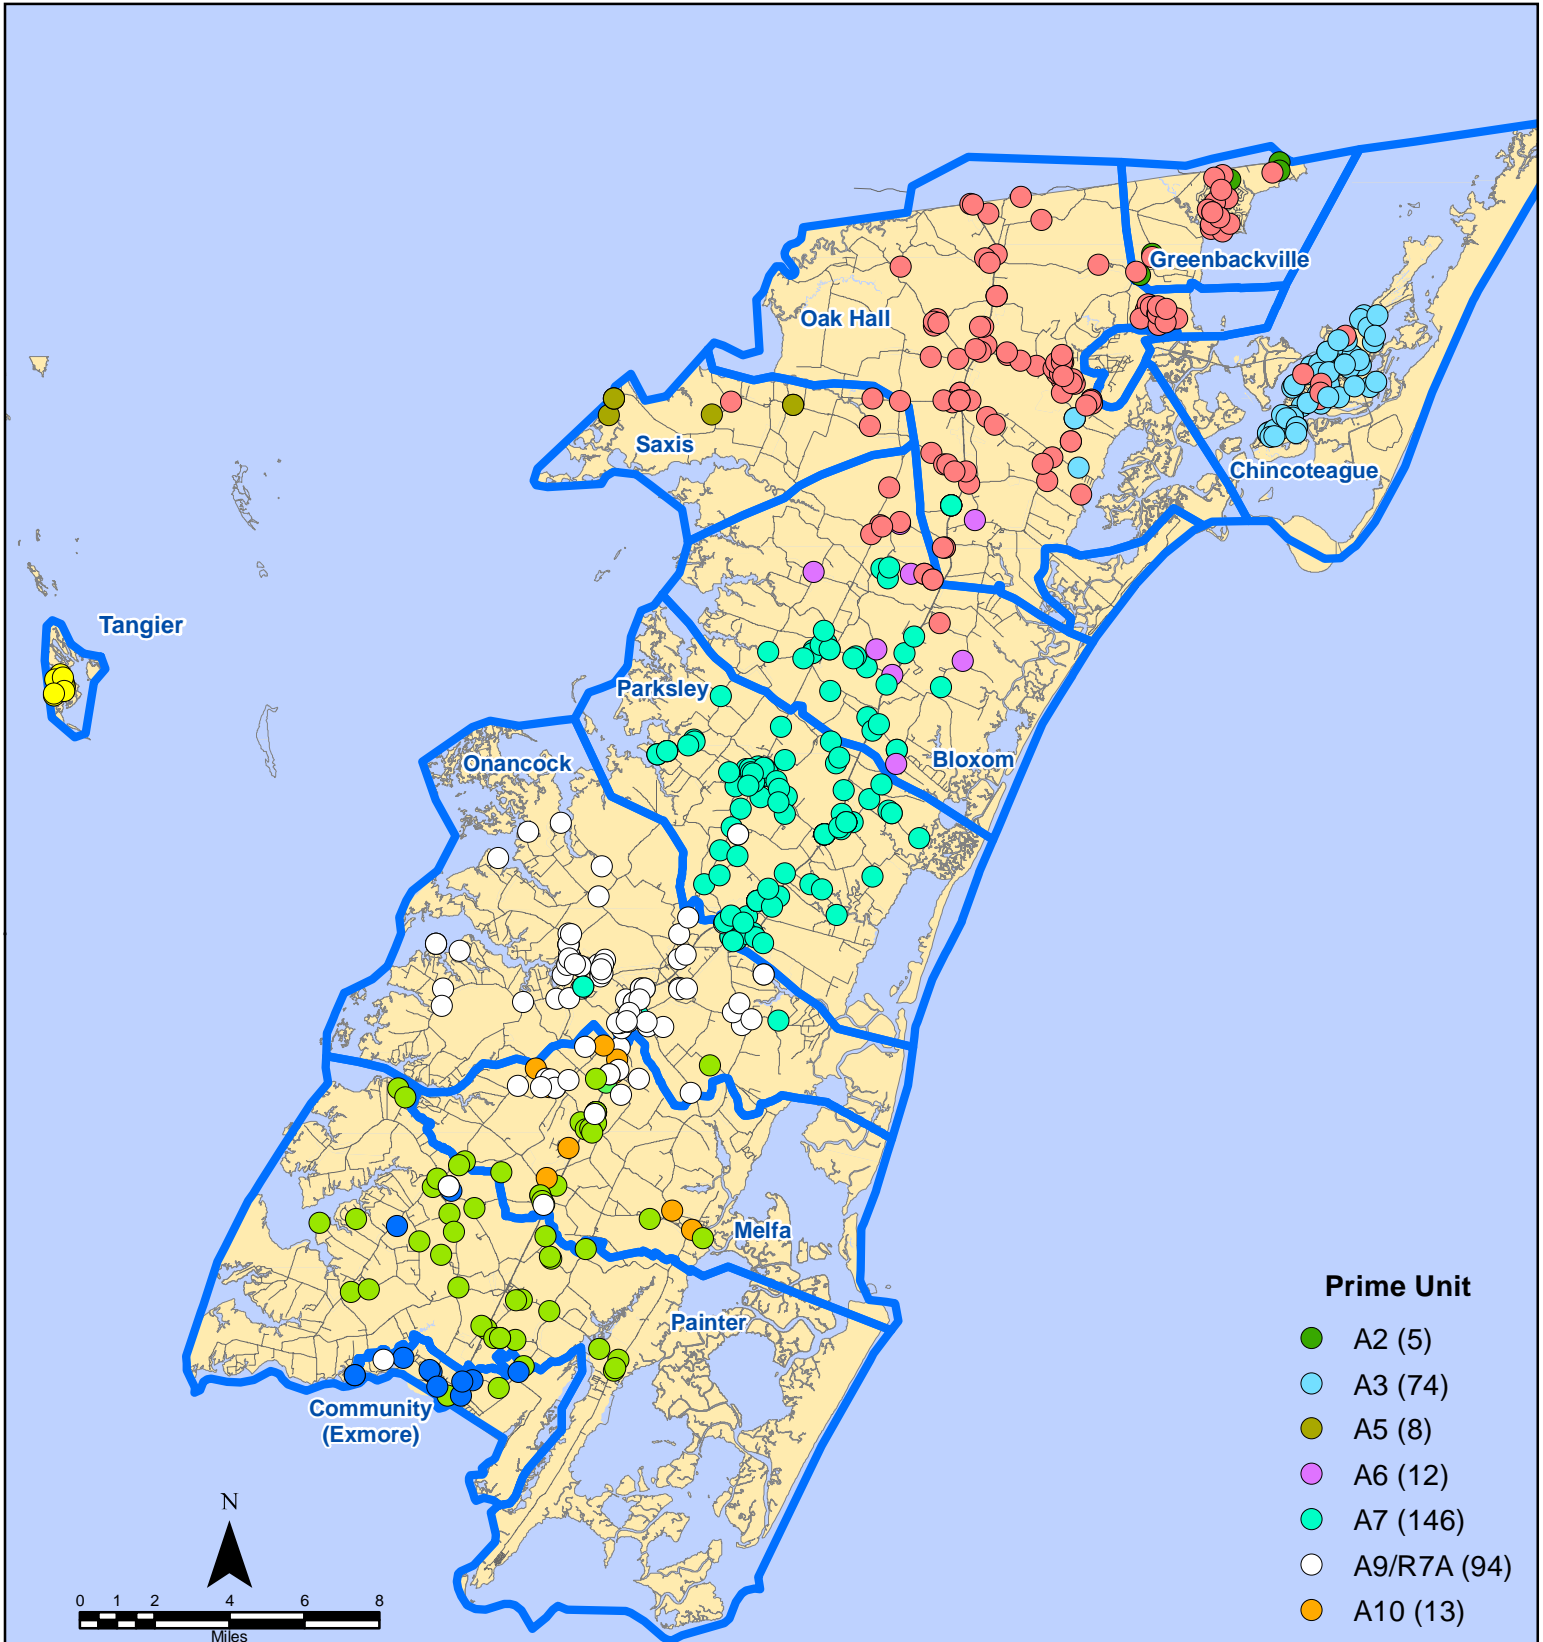 Greenbackville
Oak Hall
Saxis
Chincoteague
Tangier
Parksley
Onancock
Bloxom
Melfa
Painter
Community
(Exmore)
Prime Unit
A2 (5)
A3 (74)
A5 (8)
A6 (12)
A7 (146)
A9/R7A (94)
A10 (13)
N
0 1 2 4 6 8
Miles